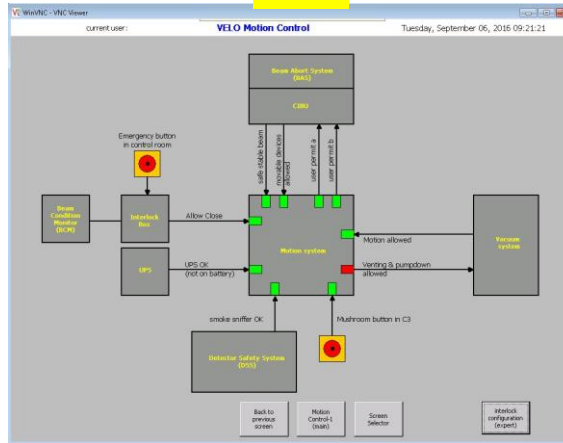 WinVNC - VNC Viewer
current user:
VELO Motion Control
Tuesday, September 06, 2016 09:21:21
Beam Abort System
(BAS)
CIBU
Emergency button
in control room
safe stable beam
movable devices
allowed
user permit a
user permit b
Beam
Condition
Monitor
(BCM)
Interlock
Box
Allow Close
Motion system
Motion allowed
Vacuum
system
UPS
UPS OK
(not on battery)
Venting & pumpdown
allowed
smoke sniffer OK
Mushroom button in C3
Detector Safety System
(DSS)
Back to
previous
screen
Motion
Control-1
(main)
Screen
Selector
interlock
configuration
(expert)